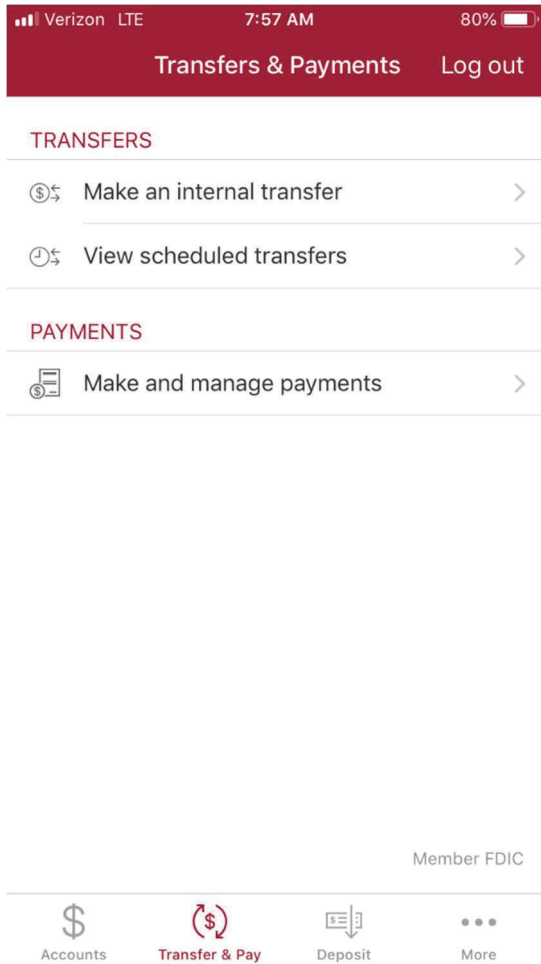 Verizon LTE 7:57 AM 80%
Transfers & Payments Log out
TRANSFERS
$ Make an internal transfer
View scheduled transfers
PAYMENTS
$ Make and manage payments
Member FDIC
$ $ $
Accounts Transfer & Pay Deposit More